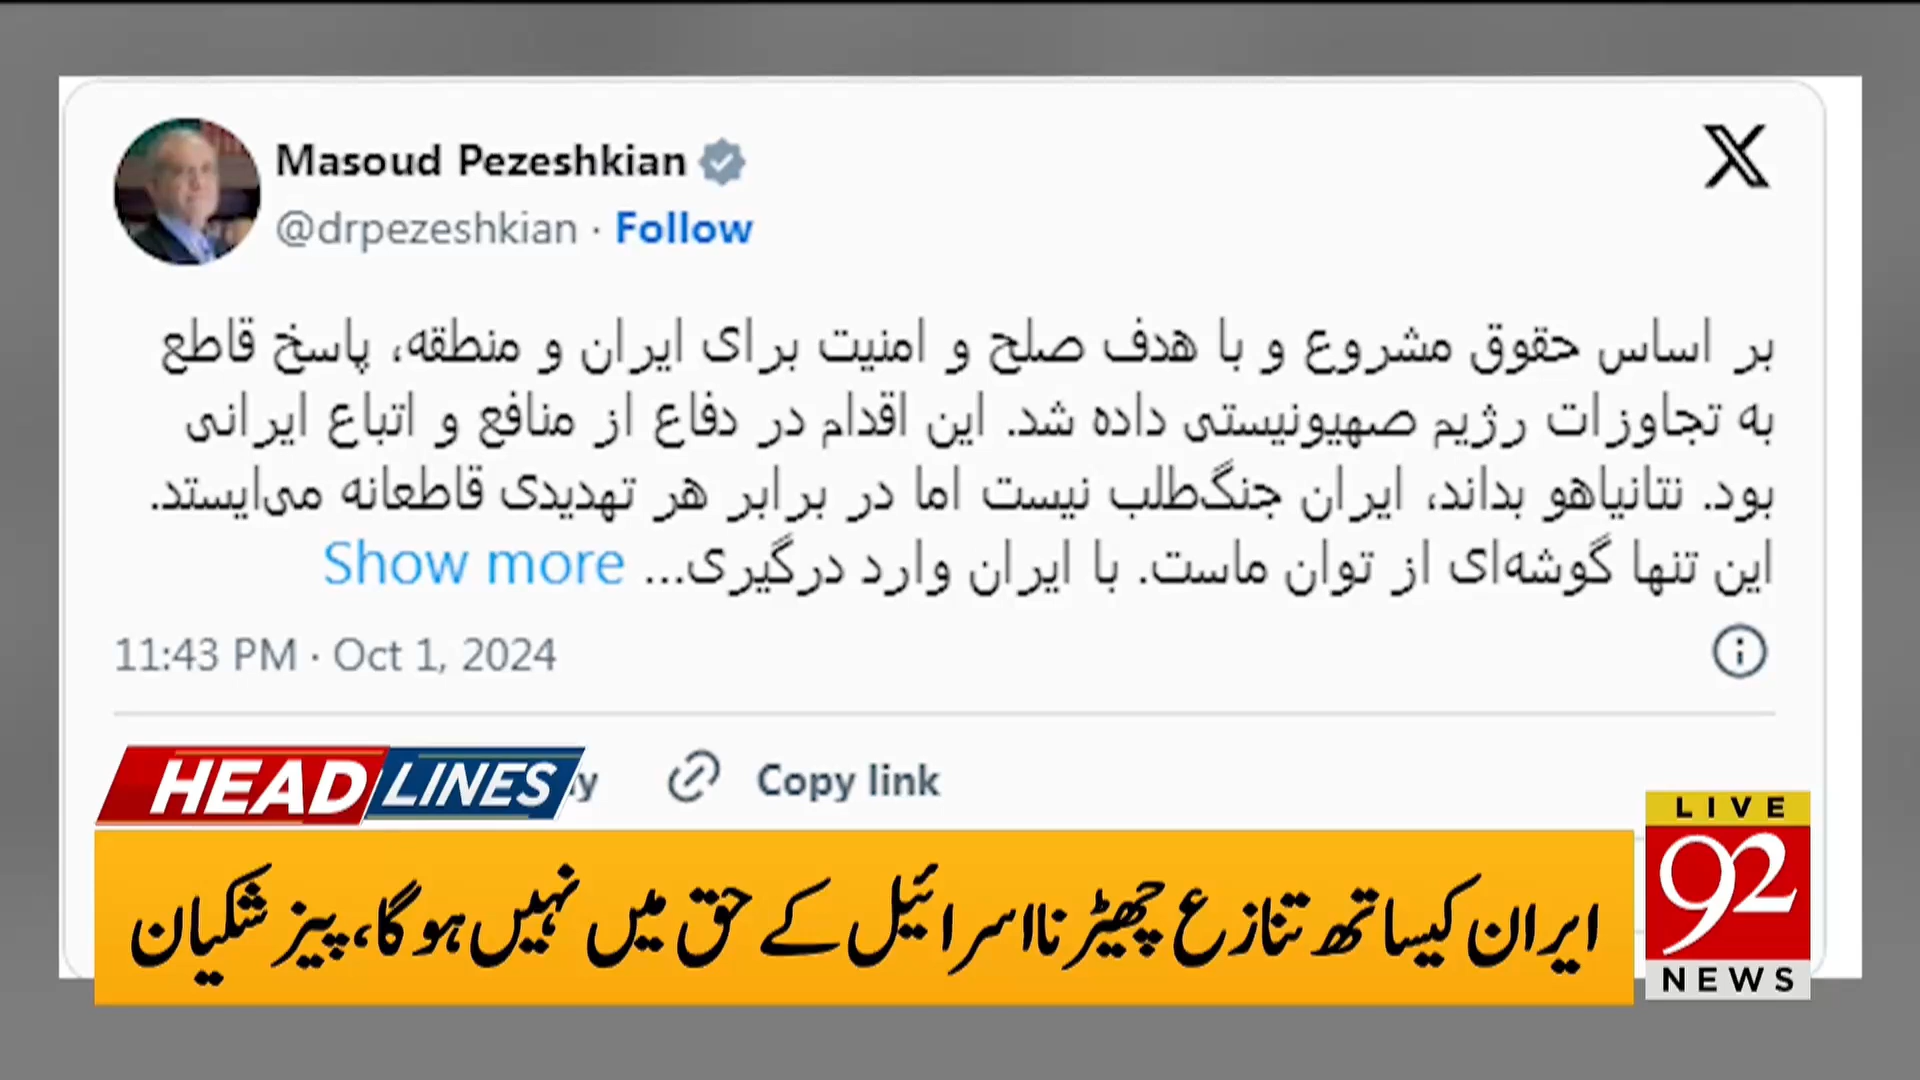 Masoud Pezeshkian
@drpezeshkian · Follow
بر اساس حقوق مشروع و با هدف صلح و امنیت برای ایران و منطقه، پاسخ قاطع
به تجاوزات رژیم صهیونیستی داده شد. این اقدام در دفاع از منافع و اتباع ایرانی
بود. نتانیاهو بداند، ایران جنگ‌طلب نیست اما در برابر هر تهدیدی قاطعانه می‌ایستد.
این تنها گوشه‌ای از توان ماست. با ایران وارد درگیری... Show more
11:43 PM · Oct 1, 2024
Copy link
HEADLINES
ایران کیساتھ تنازع چھیڑنا اسرائیل کے حق میں نہیں ہوگا، پیزشکیان
LIVE
92
NEWS